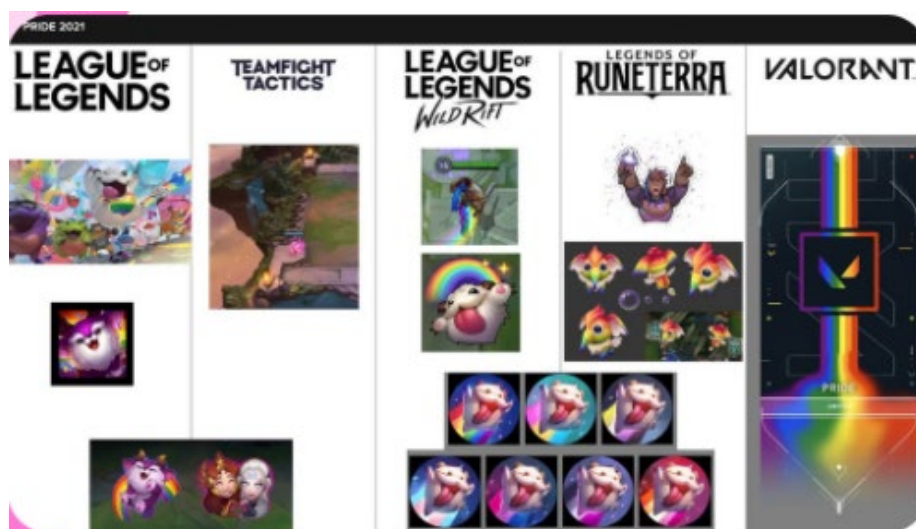 PRIDE 2021
LEAGUE OF
LEGENDS
TEAMFIGHT
TACTICS
LEAGUE OF
LEGENDS
WILD RIFT
LEGENDS OF
RUNETERRA
VALORANT
PRIDE